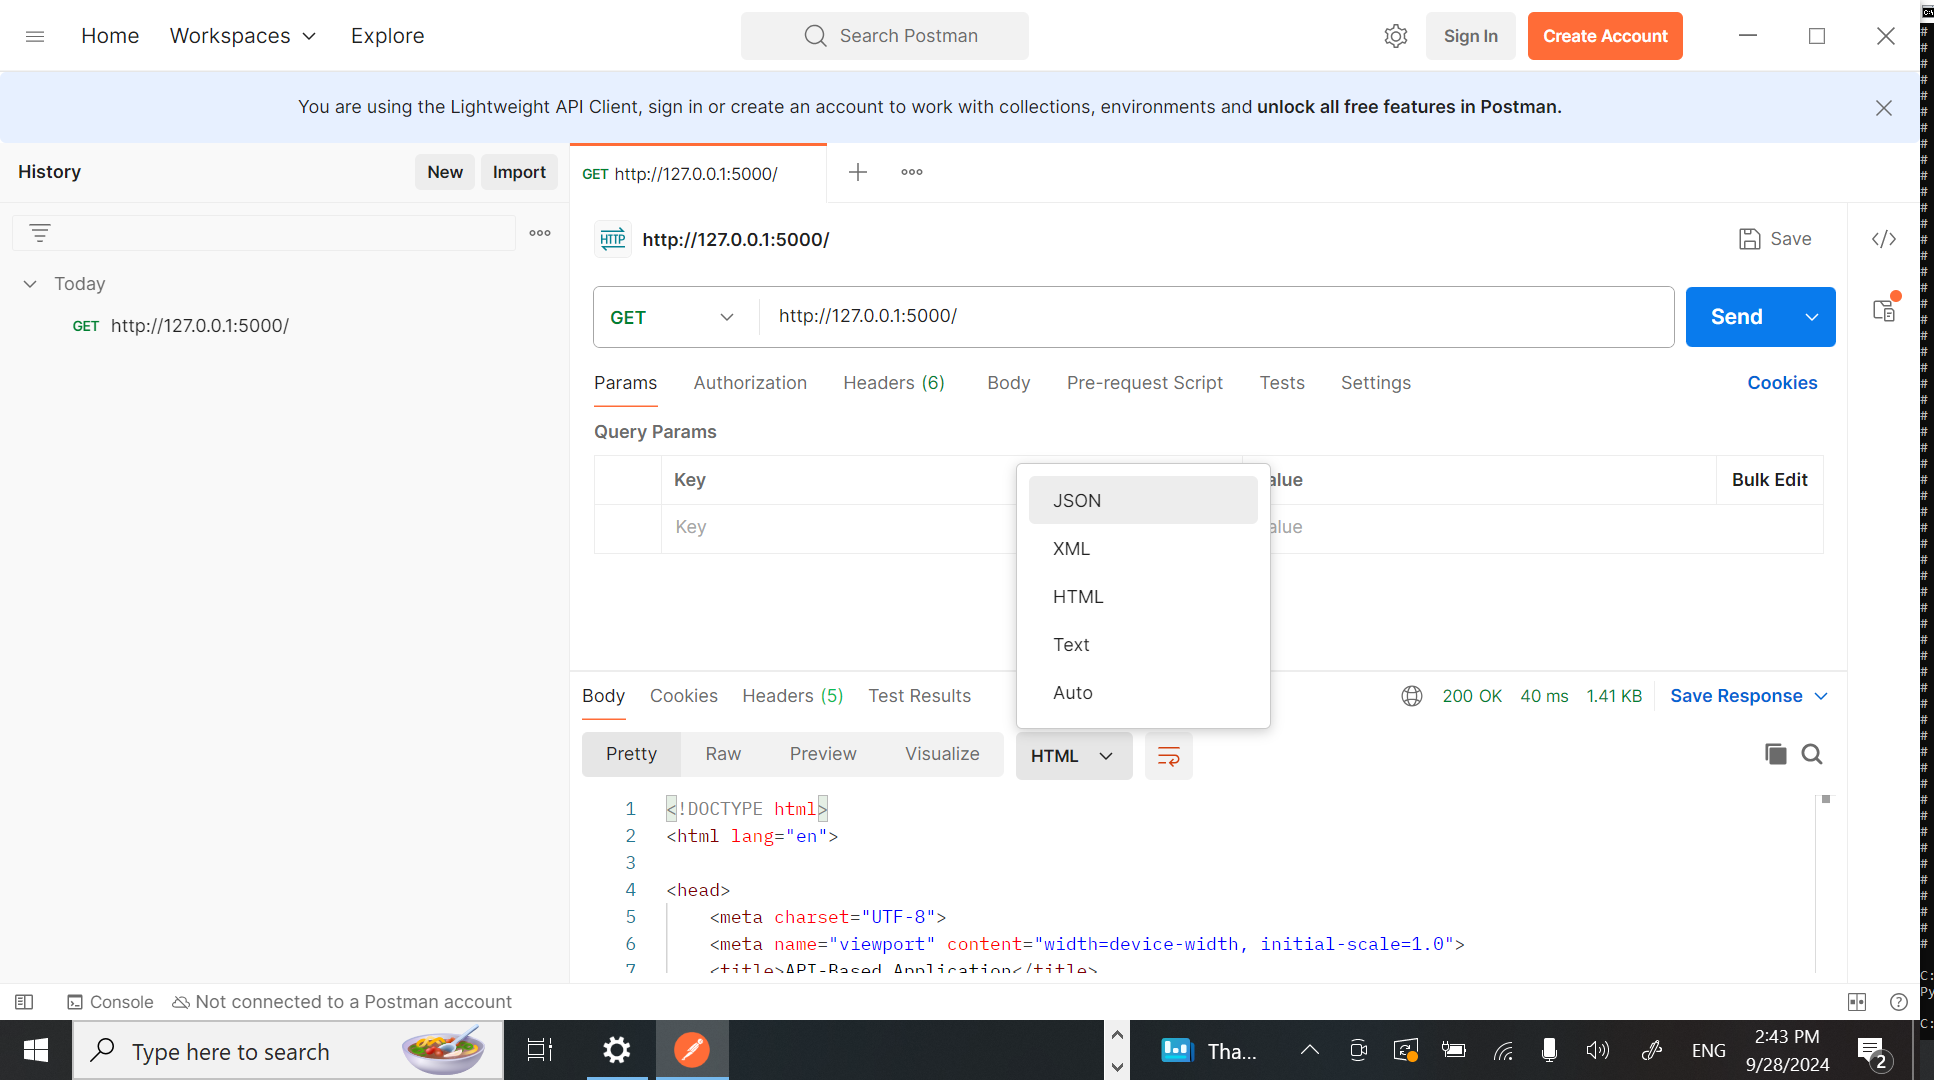 Home Workspaces Explore Search Postman Sign In Create Account
You are using the Lightweight API Client, sign in or create an account to work with collections, environments and unlock all free features in Postman.
History New Import GET http://127.0.0.1:5000/
HTTP http://127.0.0.1:5000/ Save
Today
GET http://127.0.0.1:5000/
GET http://127.0.0.1:5000/ Send
Params Authorization Headers (6) Body Pre-request Script Tests Settings Cookies
Query Params
Key alue Bulk Edit
Key alue
JSON
XML
HTML
Text
Auto
Body Cookies Headers (5) Test Results 200 OK 40 ms 1.41 KB Save Response
Pretty Raw Preview Visualize HTML
1 <!DOCTYPE html>
2 <html lang="en">
3
4 <head>
5 <meta charset="UTF-8">
6 <meta name="viewport" content="width=device-width, initial-scale=1.0">
7 <title>API-Based Application</title>
Console Not connected to a Postman account
Type here to search Tha... ENG 2:43 PM
9/28/2024 2